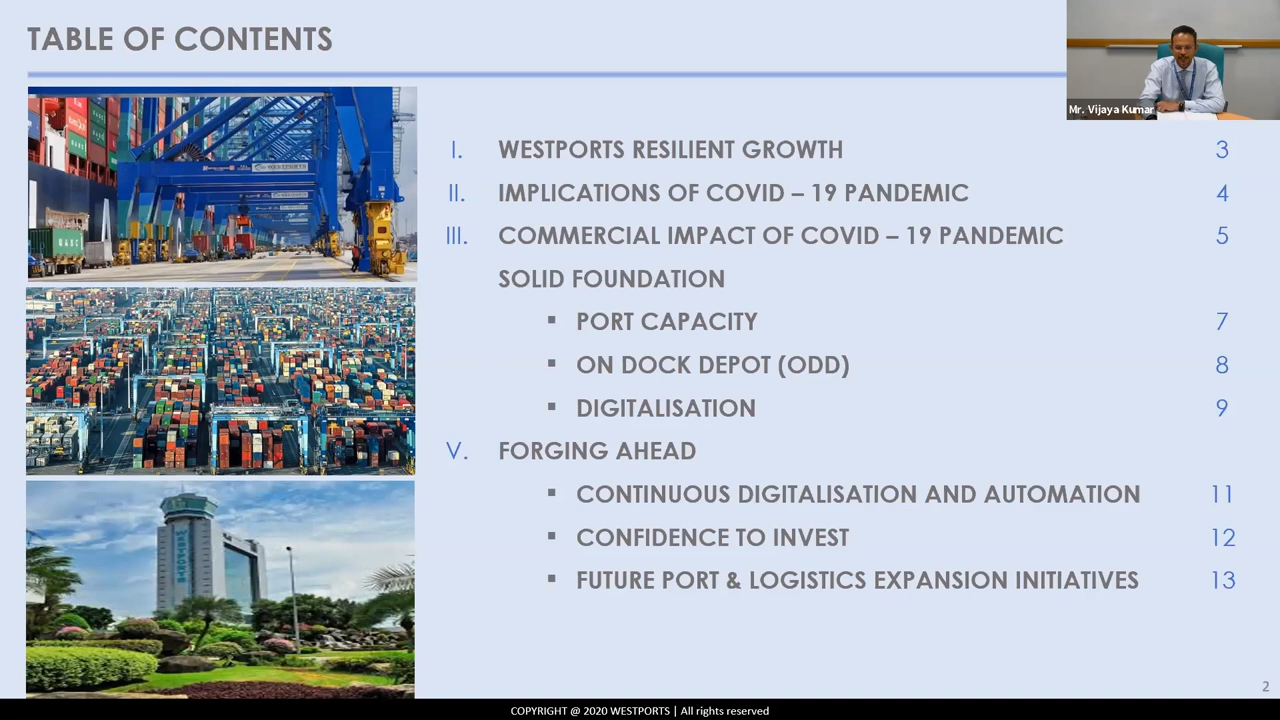 TABLE OF CONTENTS
Mr. Vijaya Kumar
I. WESTPORTS RESILIENT GROWTH 3
II. IMPLICATIONS OF COVID – 19 PANDEMIC 4
III. COMMERCIAL IMPACT OF COVID – 19 PANDEMIC 5
SOLID FOUNDATION
▪ PORT CAPACITY 7
▪ ON DOCK DEPOT (ODD) 8
▪ DIGITALISATION 9
V. FORGING AHEAD
▪ CONTINUOUS DIGITALISATION AND AUTOMATION 11
▪ CONFIDENCE TO INVEST 12
▪ FUTURE PORT & LOGISTICS EXPANSION INITIATIVES 13
WESTPORTS
WESTPORTS
2
COPYRIGHT @ 2020 WESTPORTS | All rights reserved